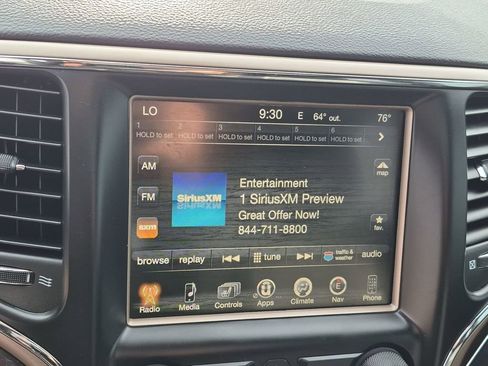 LO 9:30 E 64° out. 76°
1 2 3 4 5 6
HOLD to set HOLD to set HOLD to set HOLD to set HOLD to set HOLD to set
AM
map
Entertainment
SiriusXM
1 SiriusXM Preview
FM
Great Offer Now!
fav.
sxm
844-711-8800
browse replay tune traffic & weather audio
Radio Media Controls Apps Climate E Nav Phone